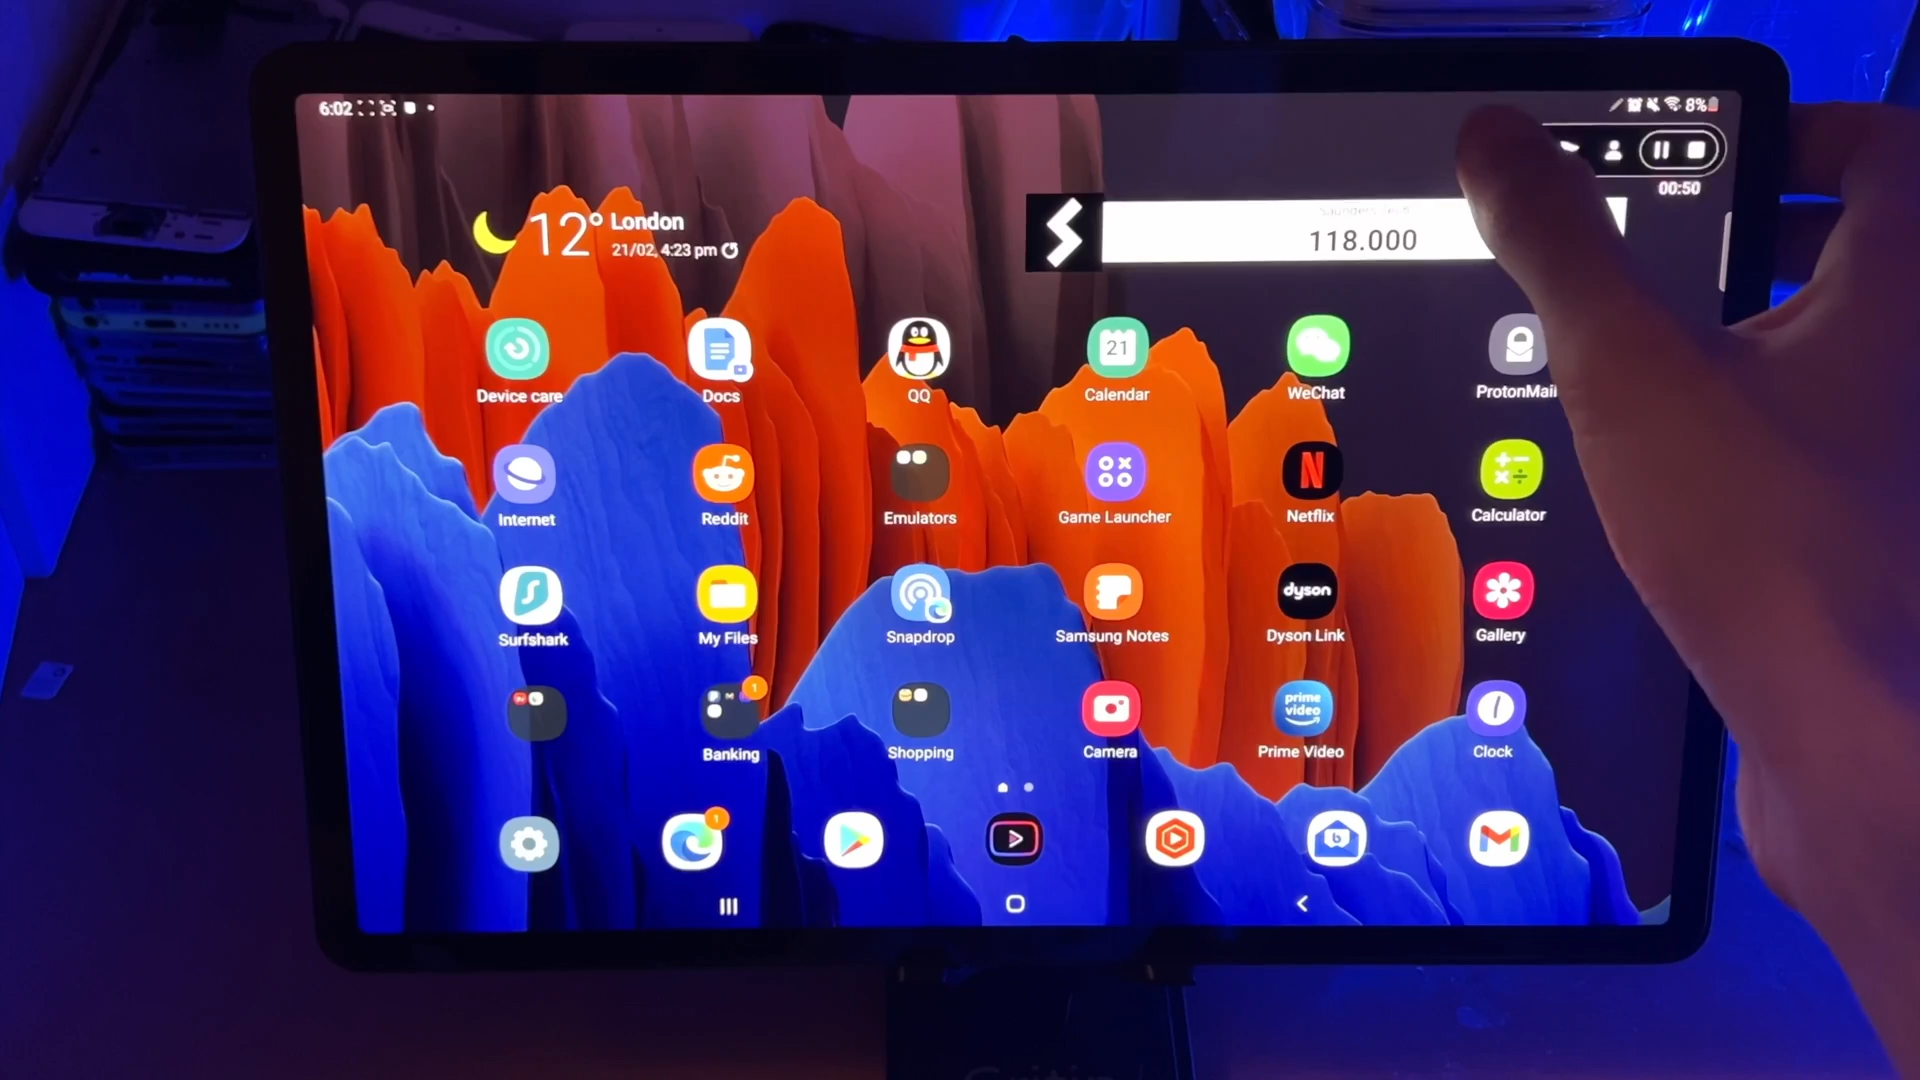 6:02
8%
00:50
12° London
21/02, 4:23 pm
118.000
21
Device care
Docs
QQ
Calendar
WeChat
ProtonMail
Internet
Reddit
Emulators
Game Launcher
N
Netflix
Calculator
dyson
Surfshark
My Files
Snapdrop
Samsung Notes
Dyson Link
Gallery
1
prime
video
Banking
Shopping
Camera
Prime Video
Clock
1